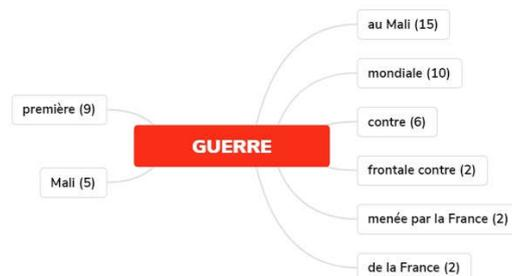 au Mali (15)
mondiale (10)
première (9)
contre (6)
GUERRE
frontale contre (2)
Mali (5)
menée par la France (2)
de la France (2)